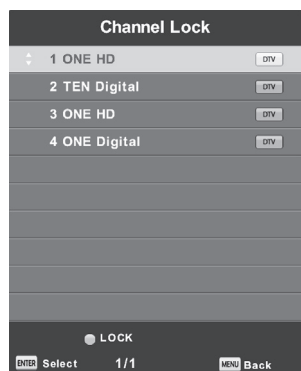 Channel Lock
1 ONE HD DTV
2 TEN Digital DTV
3 ONE HD DTV
4 ONE Digital DTV
LOCK
ENTER Select 1/1 MENU Back